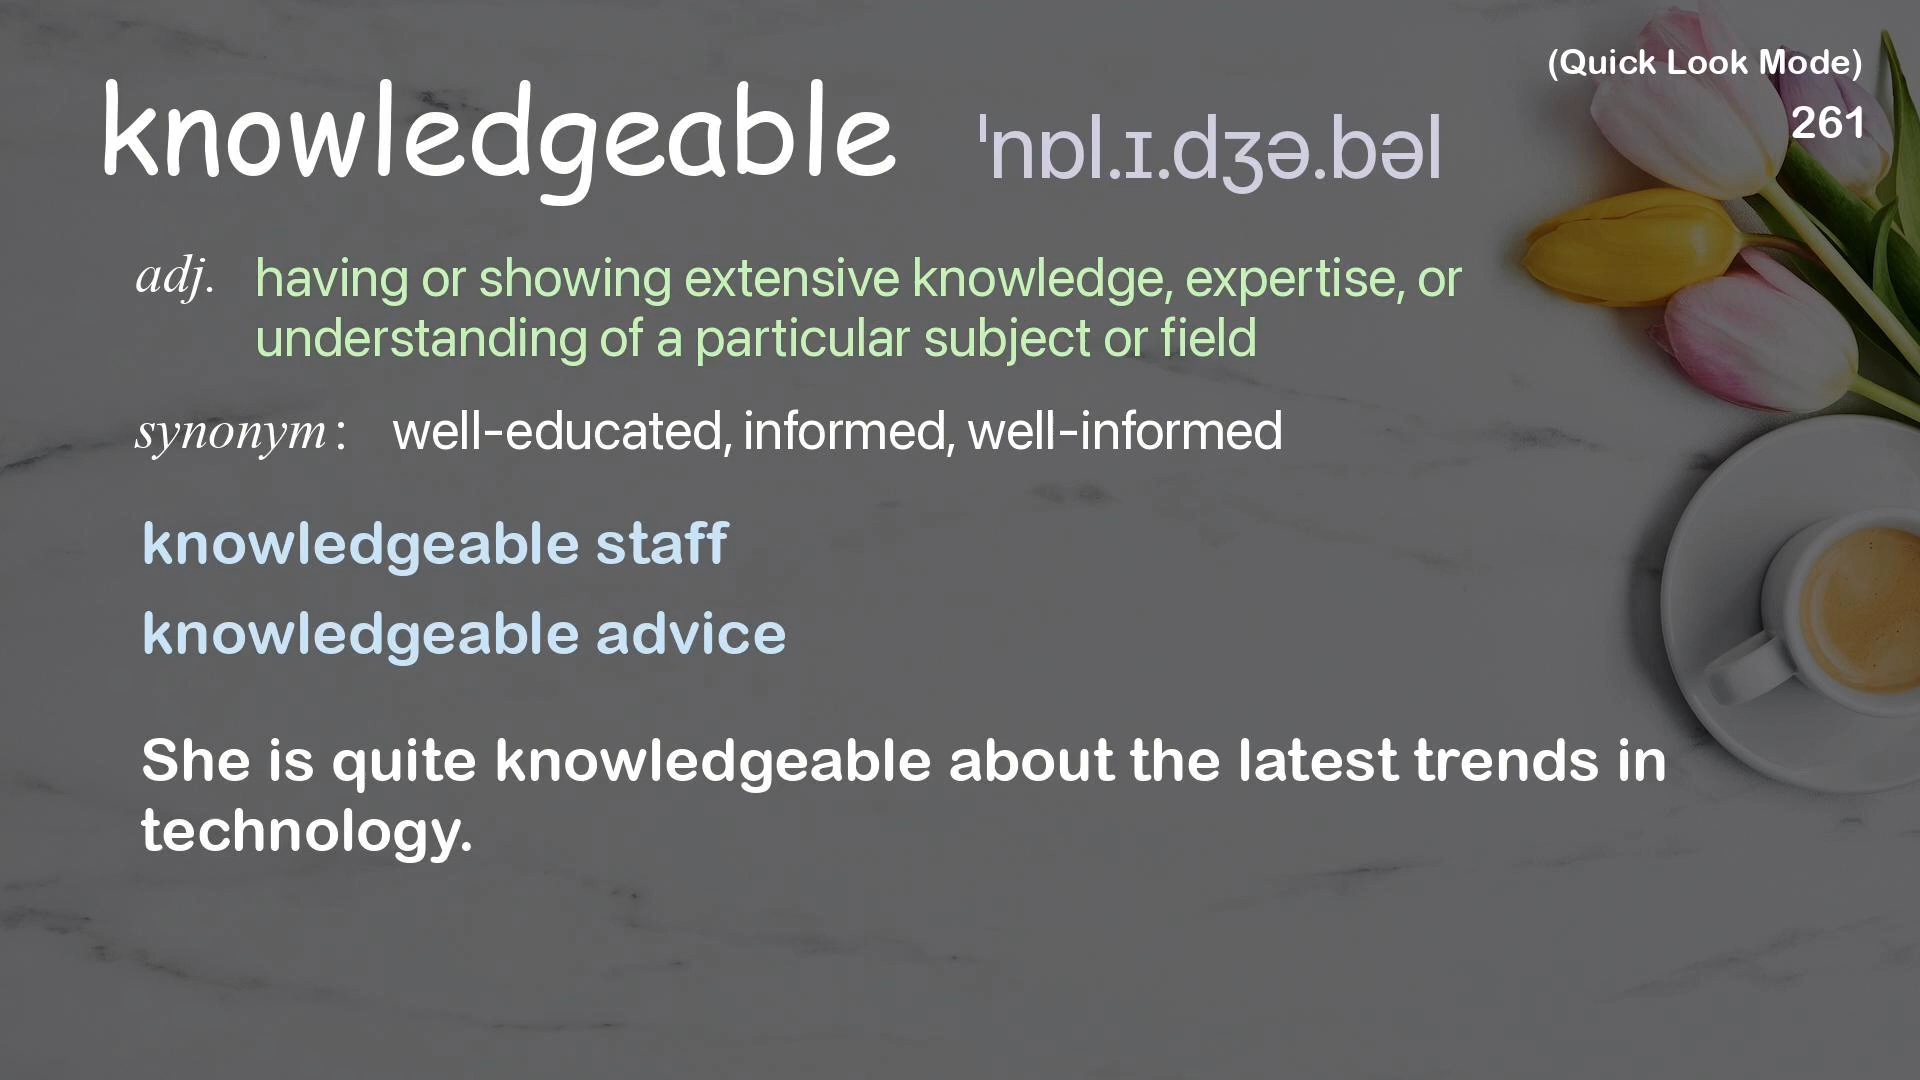 (Quick Look Mode)
knowledgeable ˈnɒl.ɪ.dʒə.bəl
261
adj. having or showing extensive knowledge, expertise, or
understanding of a particular subject or field
synonym: well-educated, informed, well-informed
knowledgeable staff
knowledgeable advice
She is quite knowledgeable about the latest trends in
technology.